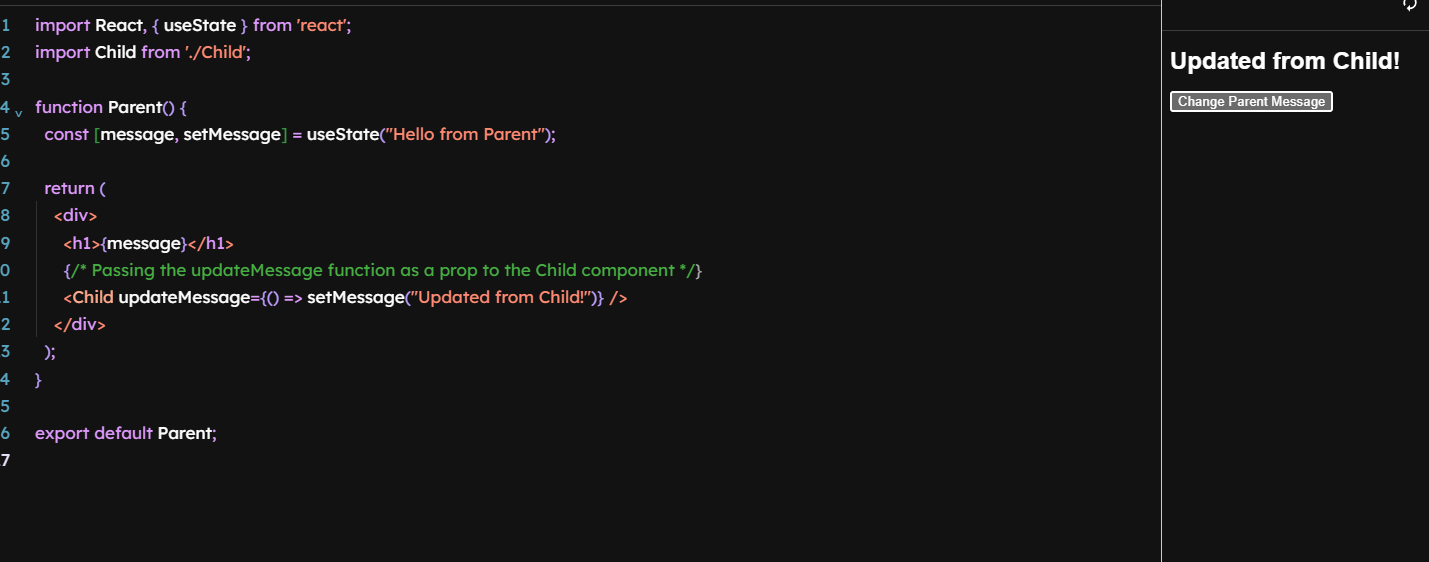 1 import React, { useState } from 'react';
2 import Child from './Child';
3
4 function Parent() {
5 const [message, setMessage] = useState("Hello from Parent");
6
7 return (
8 <div>
9 <h1>{message}</h1>
0 {/* Passing the updateMessage function as a prop to the Child component */}
1 <Child updateMessage={() => setMessage("Updated from Child!")} />
2 </div>
3 );
4 }
5
6 export default Parent;
7
Updated from Child!
Change Parent Message